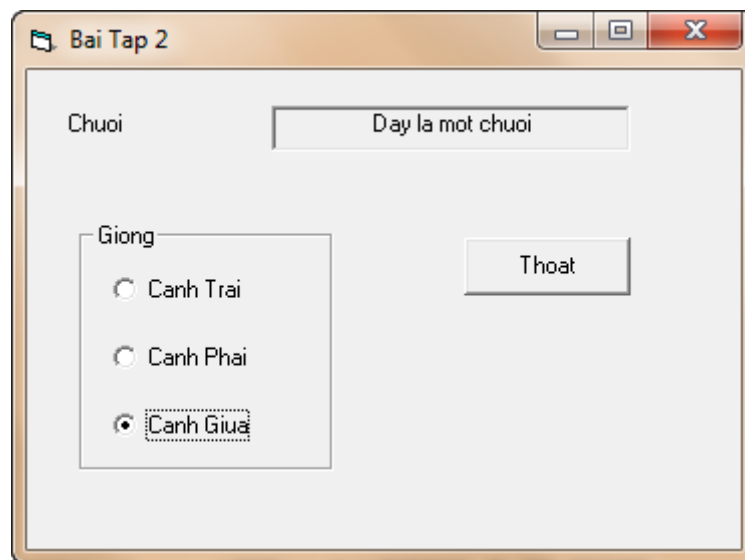 Bai Tap 2
Chuoi Day la mot chuoi
Giong
Thoat
Canh Trai
Canh Phai
Canh Giua